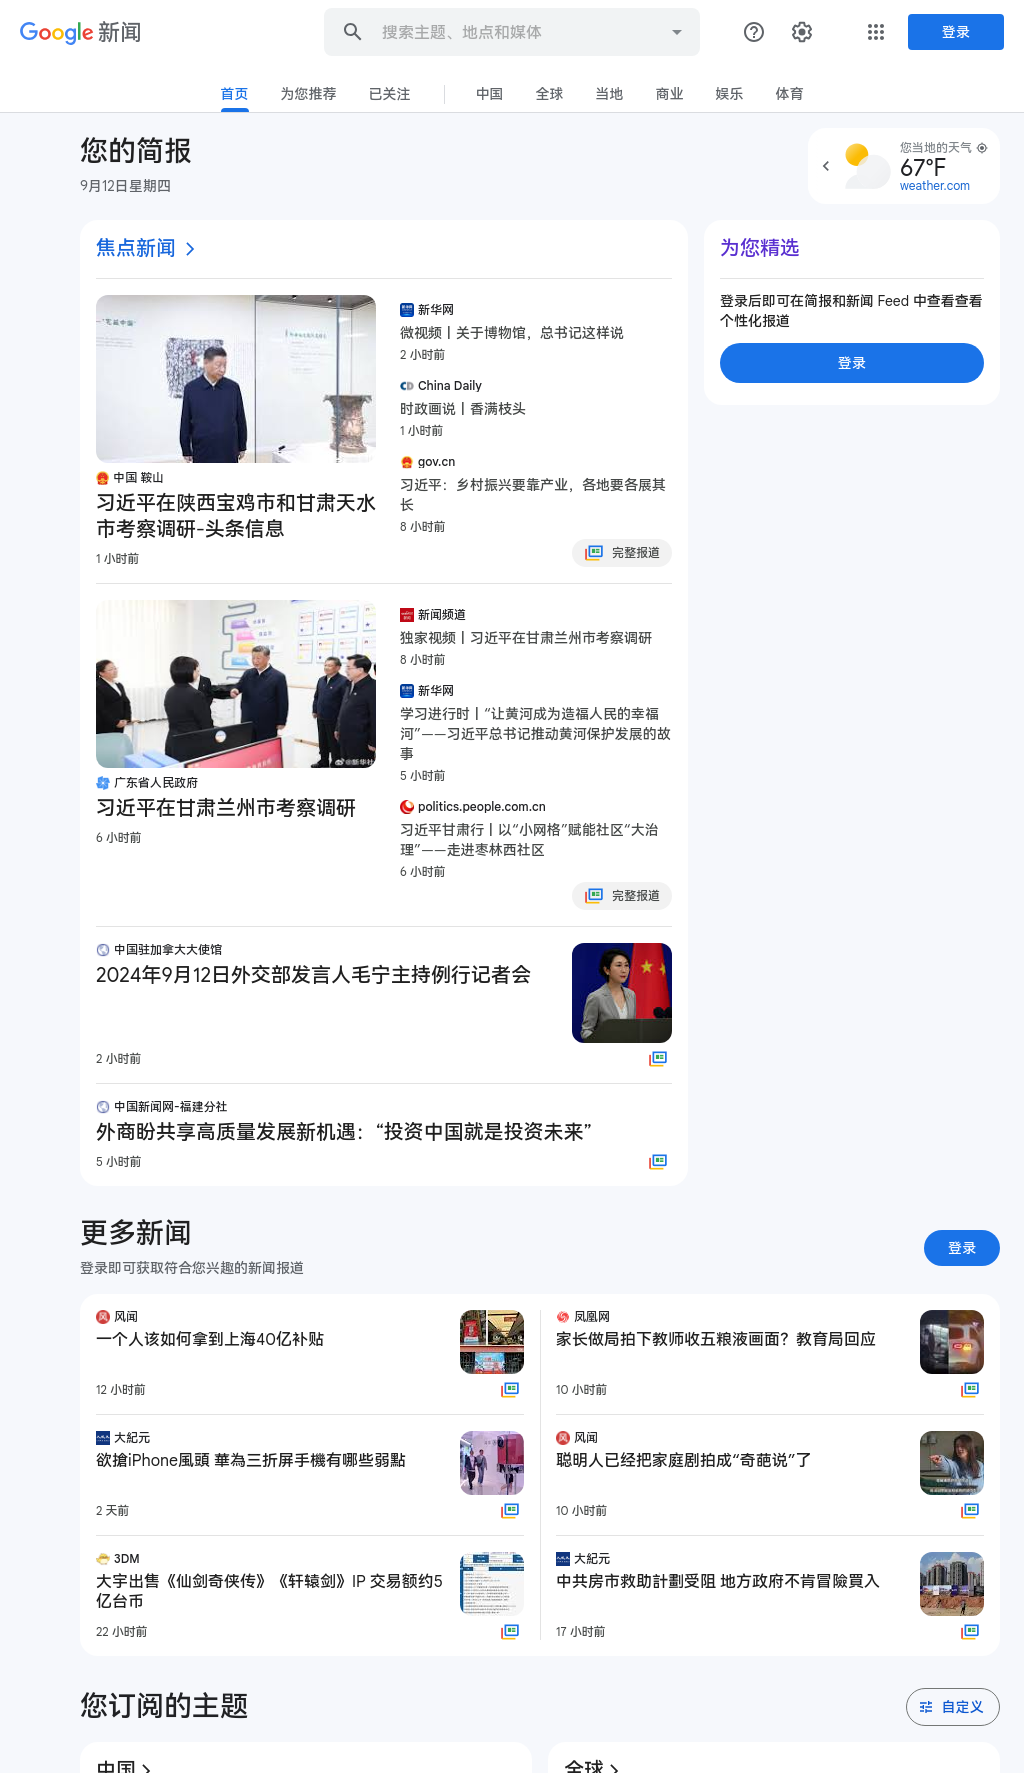 Google 新闻
搜索主题、地点和媒体
登录
首页
为您推荐
已关注
中国
全球
当地
商业
娱乐
体育
您的简报
9月12日星期四
您当地的天气
67°F
weather.com
焦点新闻
中国 鞍山
习近平在陕西宝鸡市和甘肃天水
市考察调研-头条信息
1 小时前
新华网
微视频丨关于博物馆，总书记这样说
2 小时前
China Daily
时政画说丨香满枝头
1 小时前
gov.cn
习近平：乡村振兴要靠产业，各地要各展其
长
8 小时前
完整报道
为您精选
登录后即可在简报和新闻 Feed 中查看查看
个性化报道
登录
@新华社
广东省人民政府
习近平在甘肃兰州市考察调研
6 小时前
新闻频道
独家视频丨习近平在甘肃兰州市考察调研
8 小时前
新华网
学习进行时丨“让黄河成为造福人民的幸福
河”——习近平总书记推动黄河保护发展的故
事
5 小时前
politics.people.com.cn
习近平甘肃行丨以“小网格”赋能社区“大治
理”——走进枣林西社区
6 小时前
完整报道
中国驻加拿大大使馆
2024年9月12日外交部发言人毛宁主持例行记者会
2 小时前
中国新闻网-福建分社
外商盼共享高质量发展新机遇：“投资中国就是投资未来”
5 小时前
更多新闻
登录即可获取符合您兴趣的新闻报道
登录
风闻
一个人该如何拿到上海40亿补贴
12 小时前
凤凰网
家长做局拍下教师收五粮液画面？教育局回应
10 小时前
大紀元
欲搶iPhone風頭 華為三折屏手機有哪些弱點
2 天前
风闻
聪明人已经把家庭剧拍成“奇葩说”了
10 小时前
3DM
大宇出售《仙剑奇侠传》《轩辕剑》IP 交易额约5
亿台币
22 小时前
大紀元
中共房市救助計劃受阻 地方政府不肯冒險買入
17 小时前
您订阅的主题
自定义
中国
全球